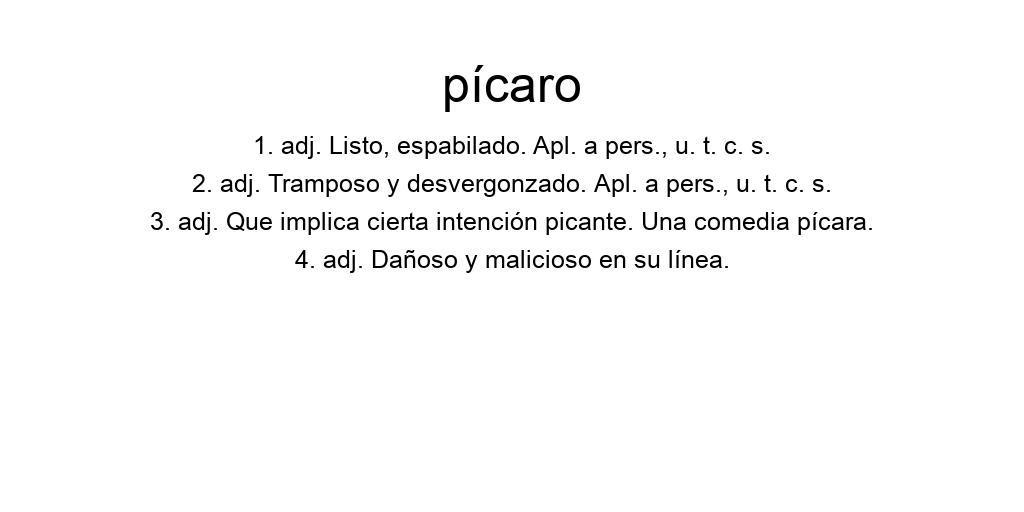 pícaro
1. adj. Listo, espabilado. Apl. a pers., u. t. c. s.
2. adj. Tramposo y desvergonzado. Apl. a pers., u. t. c. s.
3. adj. Que implica cierta intención picante. Una comedia pícara.
4. adj. Dañoso y malicioso en su línea.